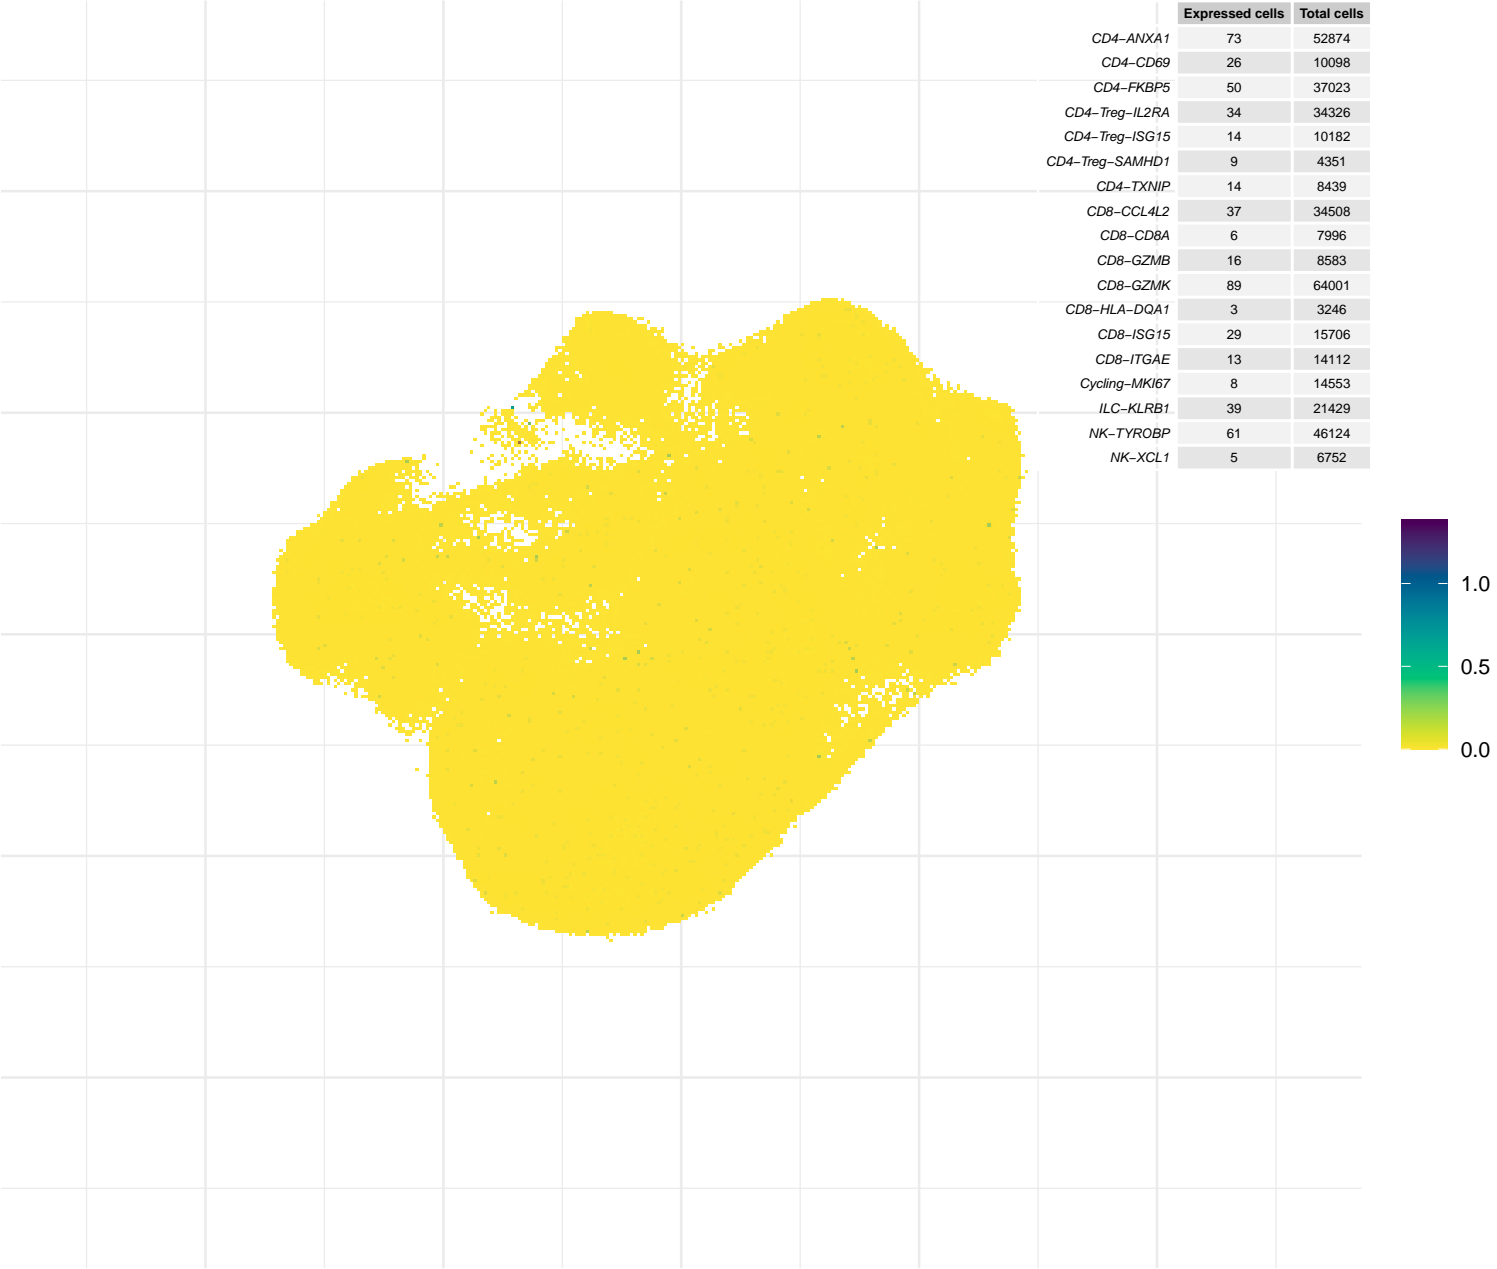 Expressed cells Total cells
CD4−ANXA1 73 52874
CD4−CD69 26 10098
CD4−FKBP5 50 37023
CD4−Treg−IL2RA 34 34326
CD4−Treg−ISG15 14 10182
CD4−Treg−SAMHD1 9 4351
CD4−TXNIP 14 8439
CD8−CCL4L2 37 34508
CD8−CD8A 6 7996
CD8−GZMB 16 8583
CD8−GZMK 89 64001
CD8−HLA−DQA1 3 3246
CD8−ISG15 29 15706
CD8−ITGAE 13 14112
Cycling−MKI67 8 14553
ILC−KLRB1 39 21429
NK−TYROBP 61 46124
NK−XCL1 5 6752
1.0
0.5
0.0